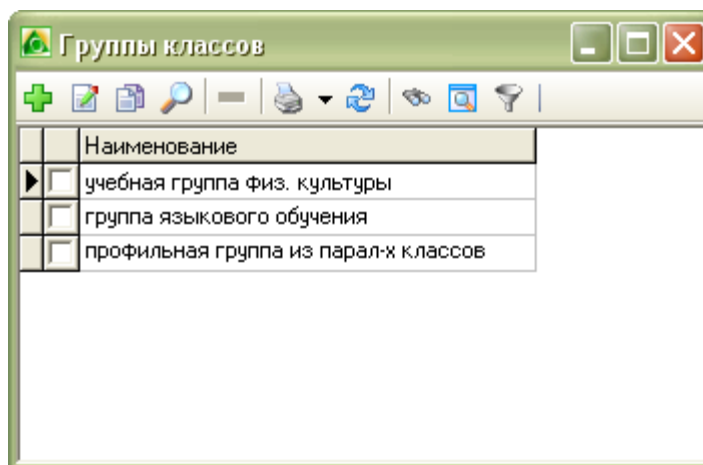 Группы классов
Наименование
учебная группа физ. культуры
группа языкового обучения
профильная группа из парал-х классов